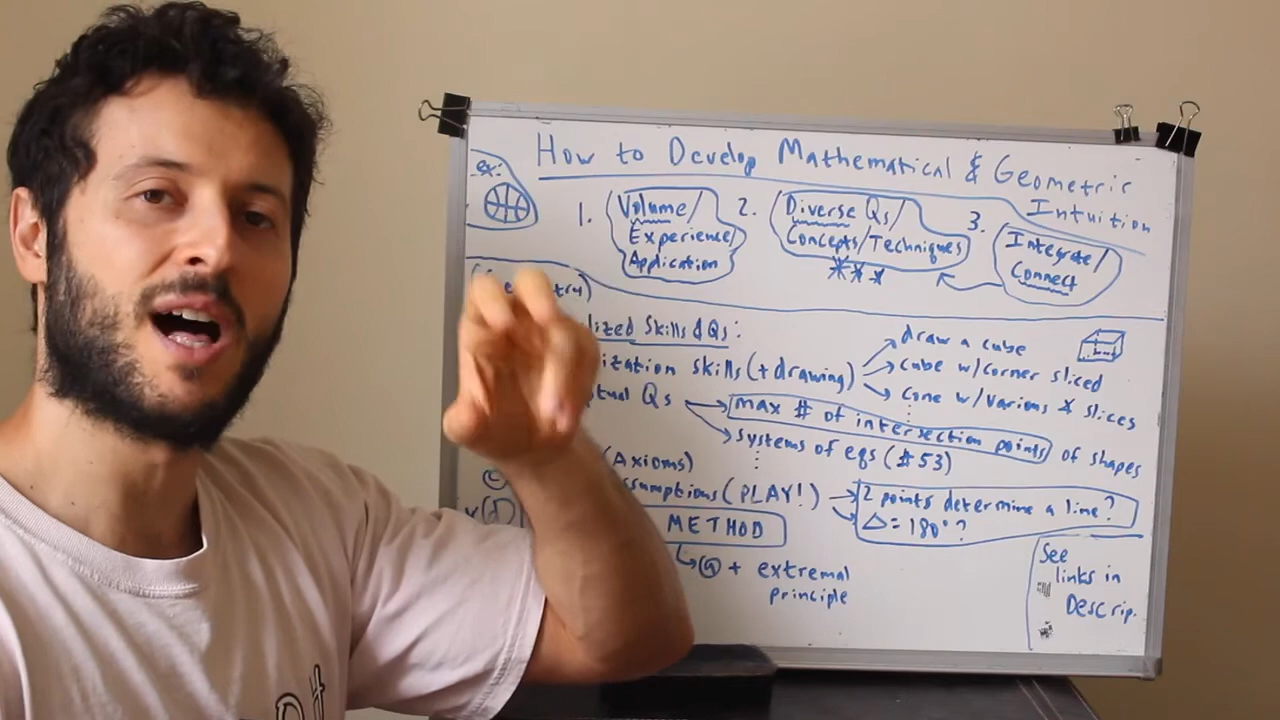 How to Develop Mathematical & Geometric
Intuition
ex:
1. Volume/
Experience/
Application
2. Diverse Qs/
Concepts/Techniques
***
3. Integrate/
Connect
lized Skills & Qs:
ization skills (+drawing)
draw a cube
cube w/corner sliced
cone w/various ∡ slices
tual Qs
max # of intersection points of shapes
systems of eqs (#53)
(Axioms)
ssumptions (PLAY!)
2 points determine a line?
Δ = 180°?
METHOD
+ extremal
principle
See
links in
Descrip.